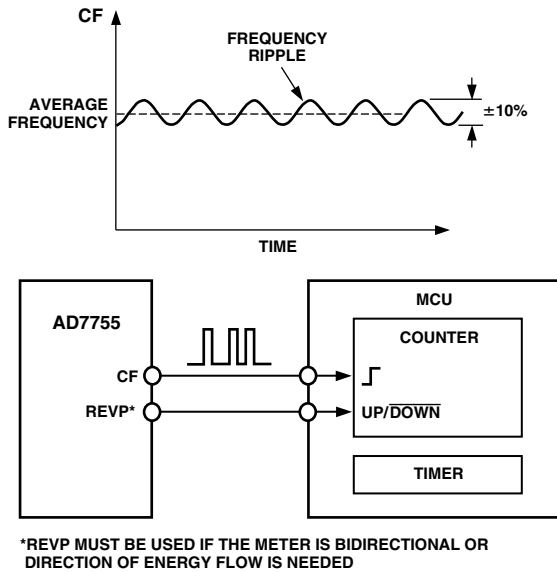 CF
FREQUENCY
RIPPLE
AVERAGE
FREQUENCY
±10%
TIME
AD7755
MCU
COUNTER
CF
REVP*
UP/DOWN
TIMER
*REVP MUST BE USED IF THE METER IS BIDIRECTIONAL OR
DIRECTION OF ENERGY FLOW IS NEEDED